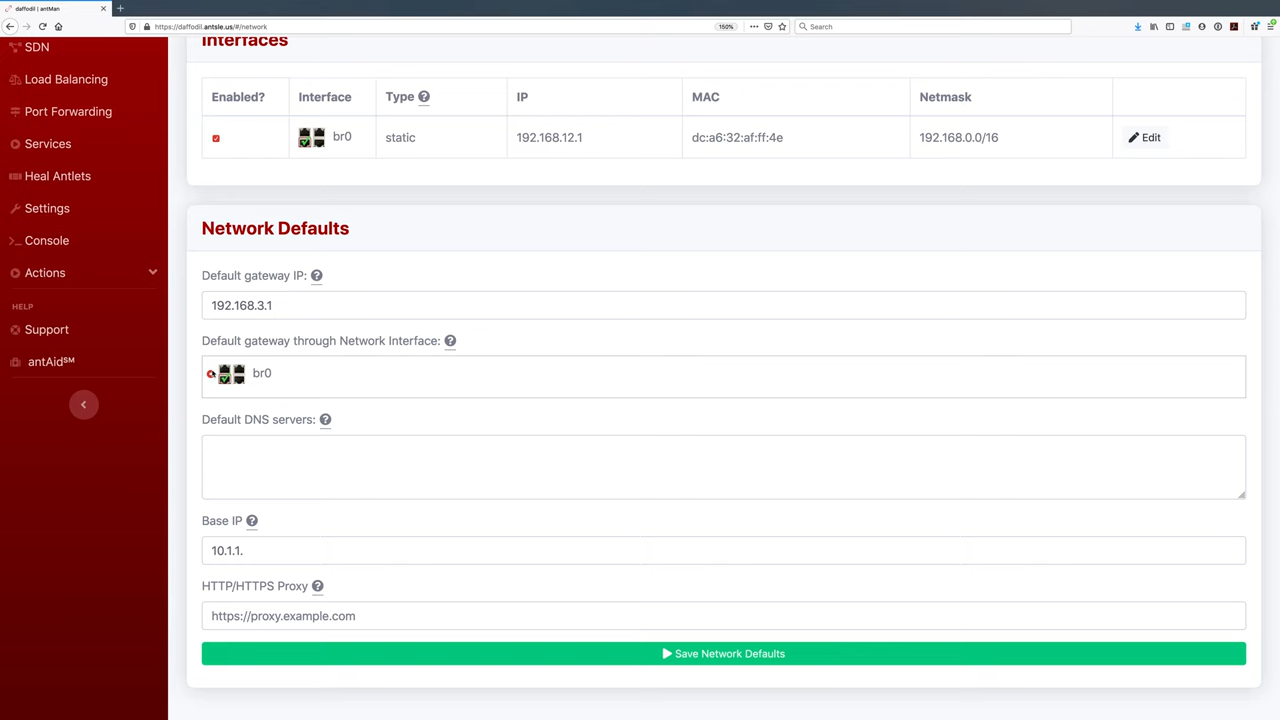 daffodil | antMan
https://daffodil.antsle.us/#/network
150%
Search
SDN
Load Balancing
Port Forwarding
Services
Heal Antlets
Settings
Console
Actions
HELP
Support
antAid℠
Interfaces
Enabled? Interface Type IP MAC Netmask
br0 static 192.168.12.1 dc:a6:32:af:ff:4e 192.168.0.0/16 Edit
Network Defaults
Default gateway IP:
192.168.3.1
Default gateway through Network Interface:
br0
Default DNS servers:
Base IP
10.1.1.
HTTP/HTTPS Proxy
https://proxy.example.com
Save Network Defaults